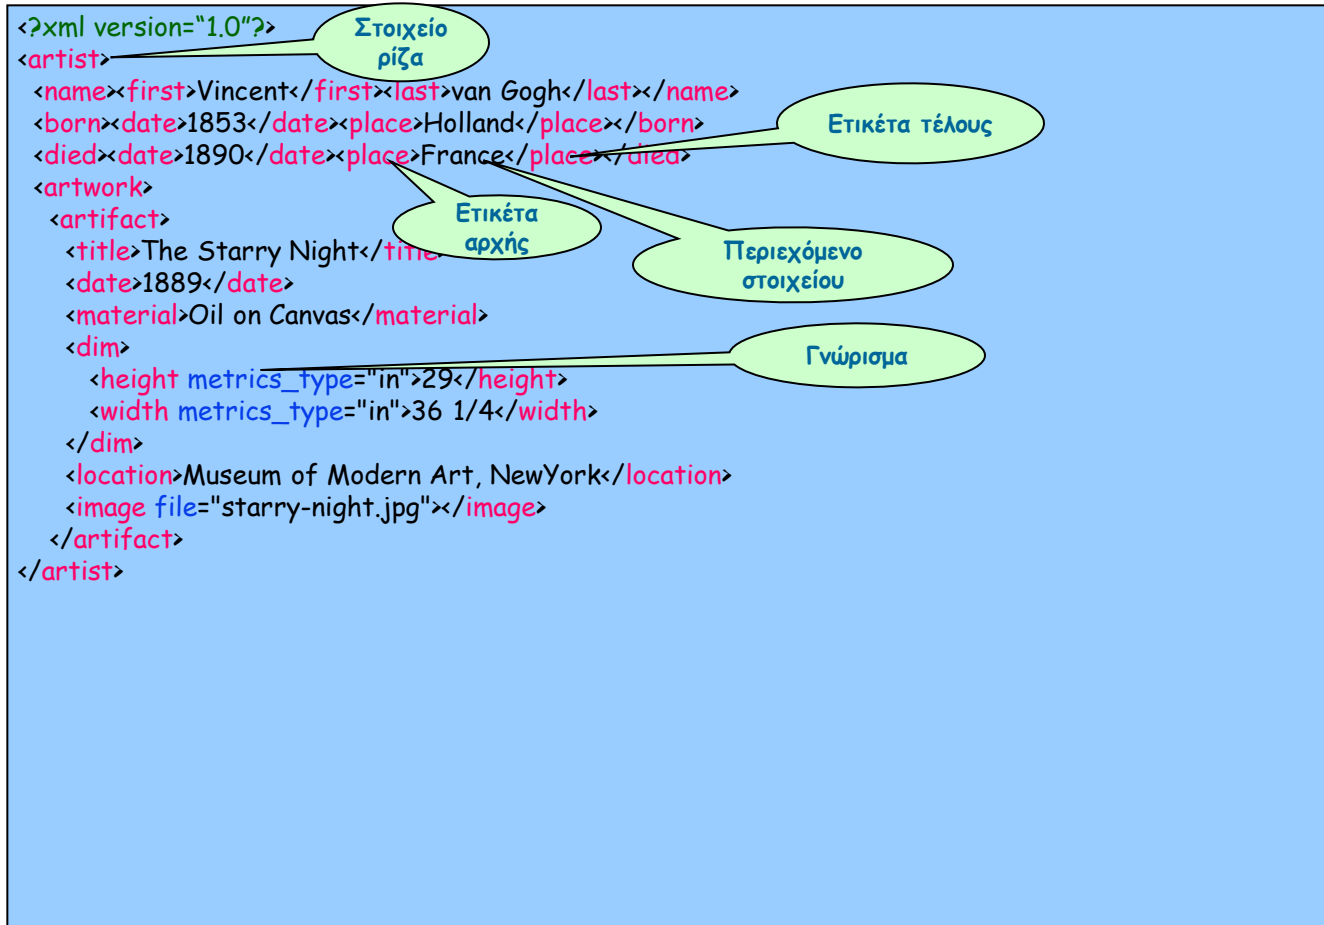 <?xml version=“1.0”?>
<artist>
<name><first>Vincent</first><last>van Gogh</last></name>
<born><date>1853</date><place>Holland</place></born>
<died><date>1890</date><place>France</place></died>
<artwork>
<artifact>
<title>The Starry Night</title>
<date>1889</date>
<material>Oil on Canvas</material>
<dim>
<height metrics_type="in">29</height>
<width metrics_type="in">36 1/4</width>
</dim>
<location>Museum of Modern Art, NewYork</location>
<image file="starry-night.jpg"></image>
</artifact>
</artist>
Στοιχείο
ρίζα
Ετικέτα τέλους
Ετικέτα
αρχής
Περιεχόμενο
στοιχείου
Γνώρισμα